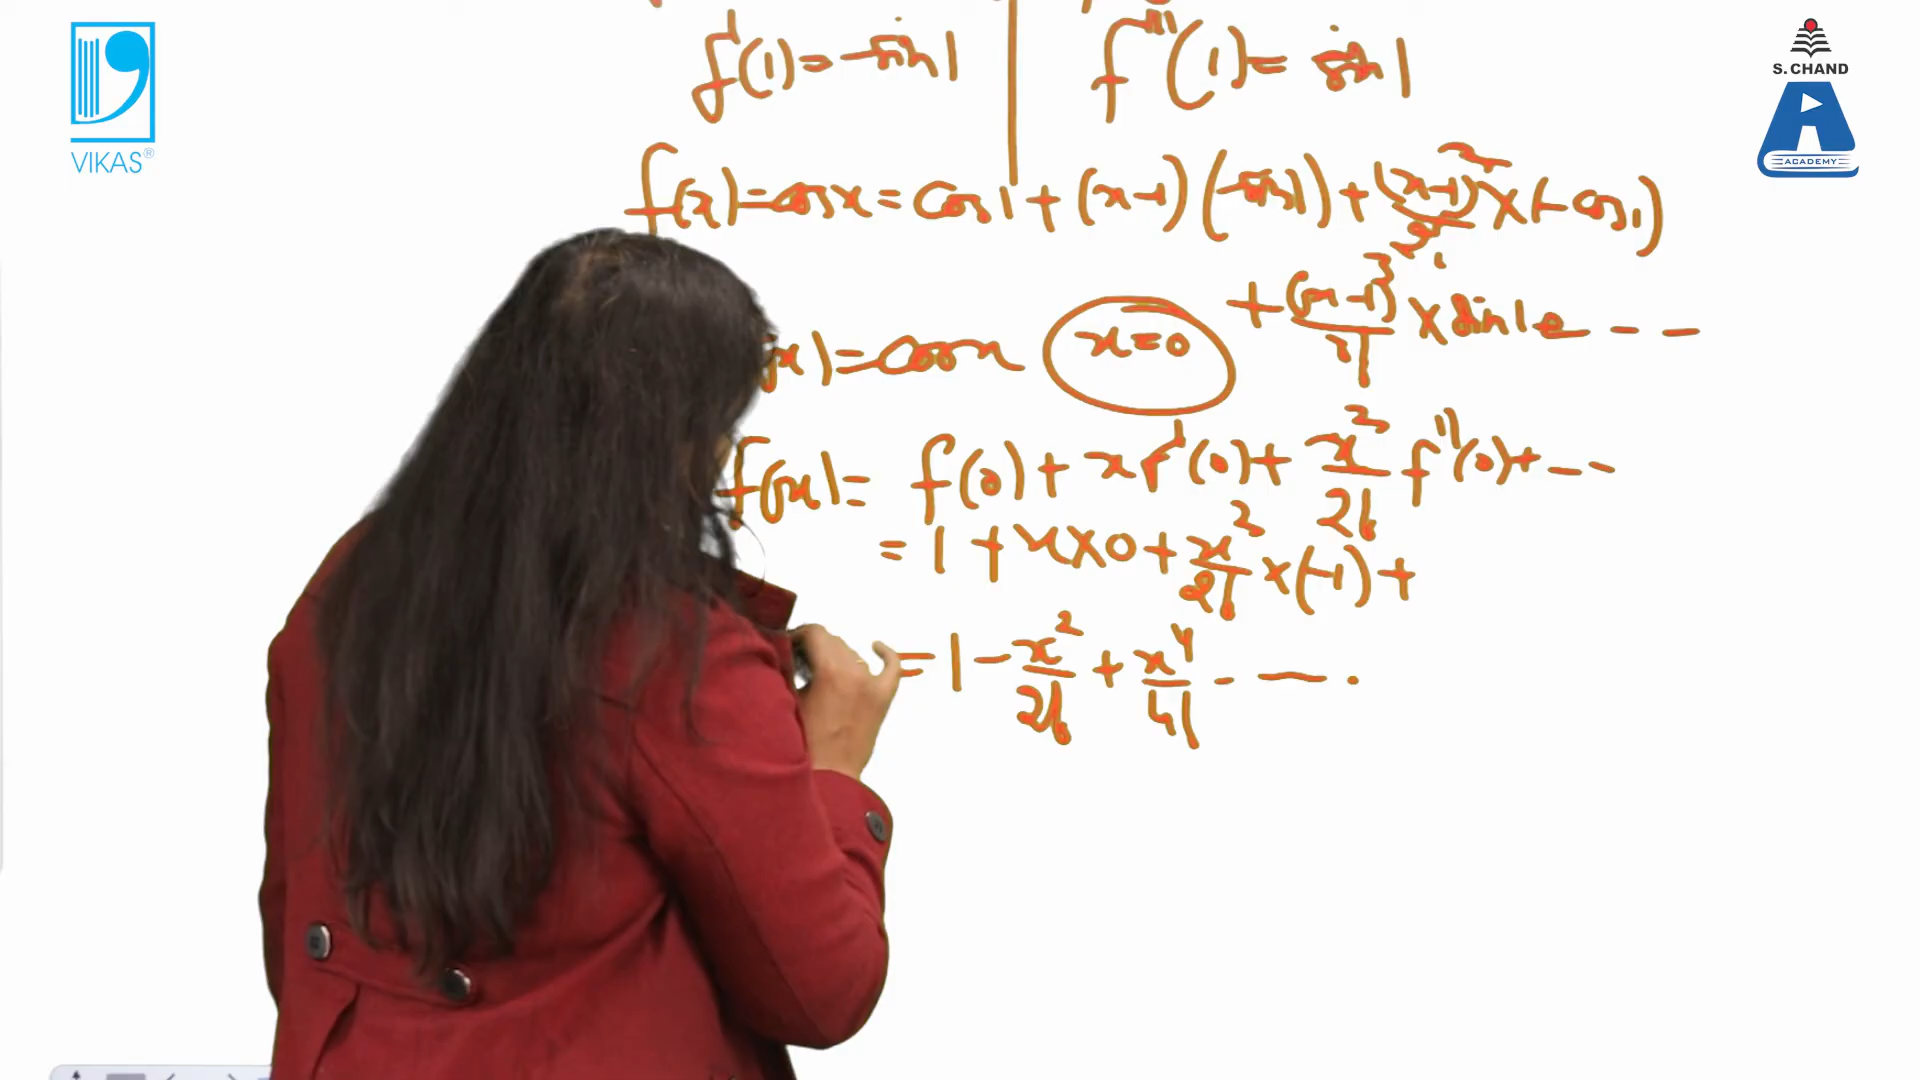 VIKAS®
S. CHAND
ACADEMY
f'(1) = -sin1
f'''(1) = sin1
f(x) = cosx = cos1 + (x-1)(-sin1) + (x-1)²/2! × (-cos1)
+ (x-1)³/3! × sin1 - - -
(x) = cosx x=0
f(x) = f(0) + xf'(0) + x²/2! f''(0) + - -
= 1 + x×0 + x²/2! × (-1) +
= 1 - x²/2! + x⁴/4! - - .